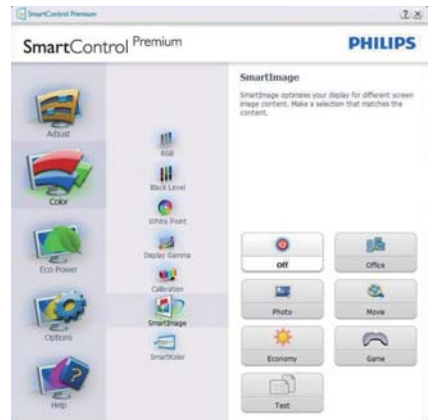 SmartControl Premium
? x
SmartControl Premium
PHILIPS
Adjust
Color
Eco Power
Options
Help
RGB
Black Level
White Point
Display Gamma
Calibration
SmartImage
SmartKolor
SmartImage
SmartImage optimizes your display for different screen
image content. Make a selection that matches the
content.
Off
Office
Photo
Movie
Economy
Game
Text